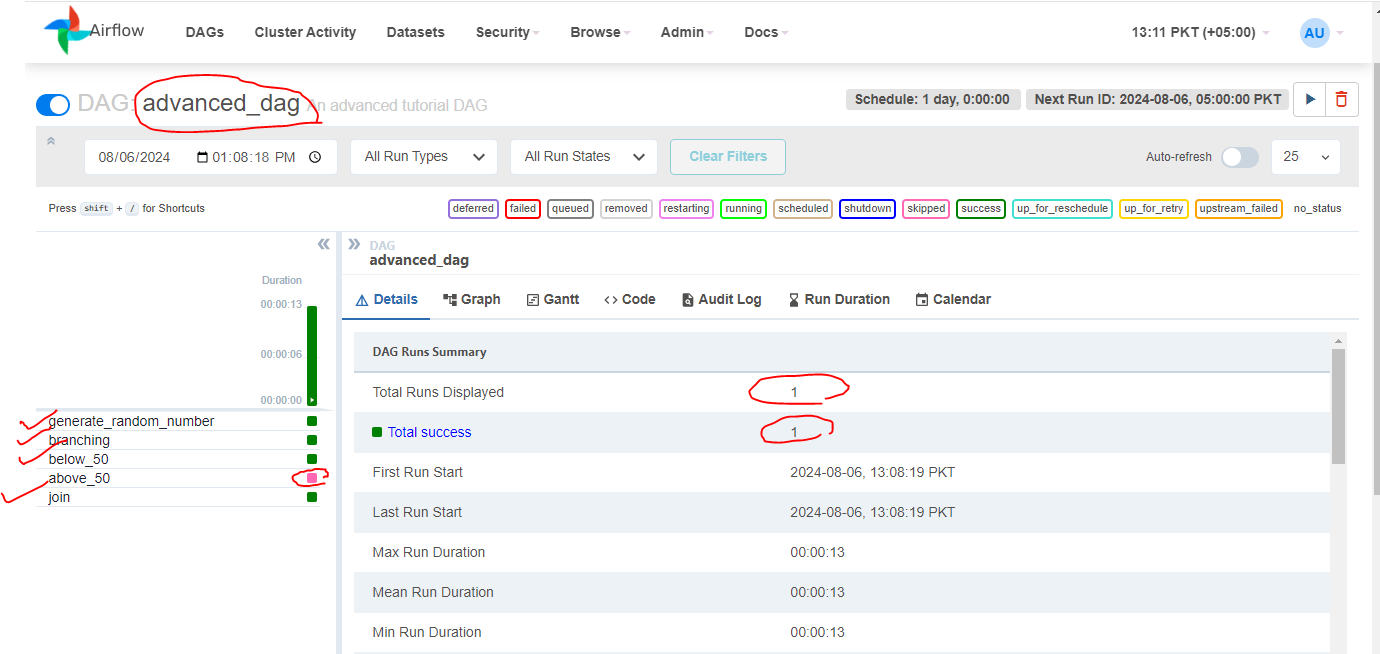 Airflow DAGs Cluster Activity Datasets Security Browse Admin Docs 13:11 PKT (+05:00) AU
DAG: advanced_dag An advanced tutorial DAG Schedule: 1 day, 0:00:00 Next Run ID: 2024-08-06, 05:00:00 PKT
08/06/2024 01:08:18 PM All Run Types All Run States Clear Filters Auto-refresh 25
Press shift + / for Shortcuts deferred failed queued removed restarting running scheduled shutdown skipped success up_for_reschedule up_for_retry upstream_failed no_status
DAG
advanced_dag
Duration
00:00:13
00:00:06
00:00:00
generate_random_number
branching
below_50
above_50
join
Details Graph Gantt Code Audit Log Run Duration Calendar
DAG Runs Summary
Total Runs Displayed 1
Total success 1
First Run Start 2024-08-06, 13:08:19 PKT
Last Run Start 2024-08-06, 13:08:19 PKT
Max Run Duration 00:00:13
Mean Run Duration 00:00:13
Min Run Duration 00:00:13